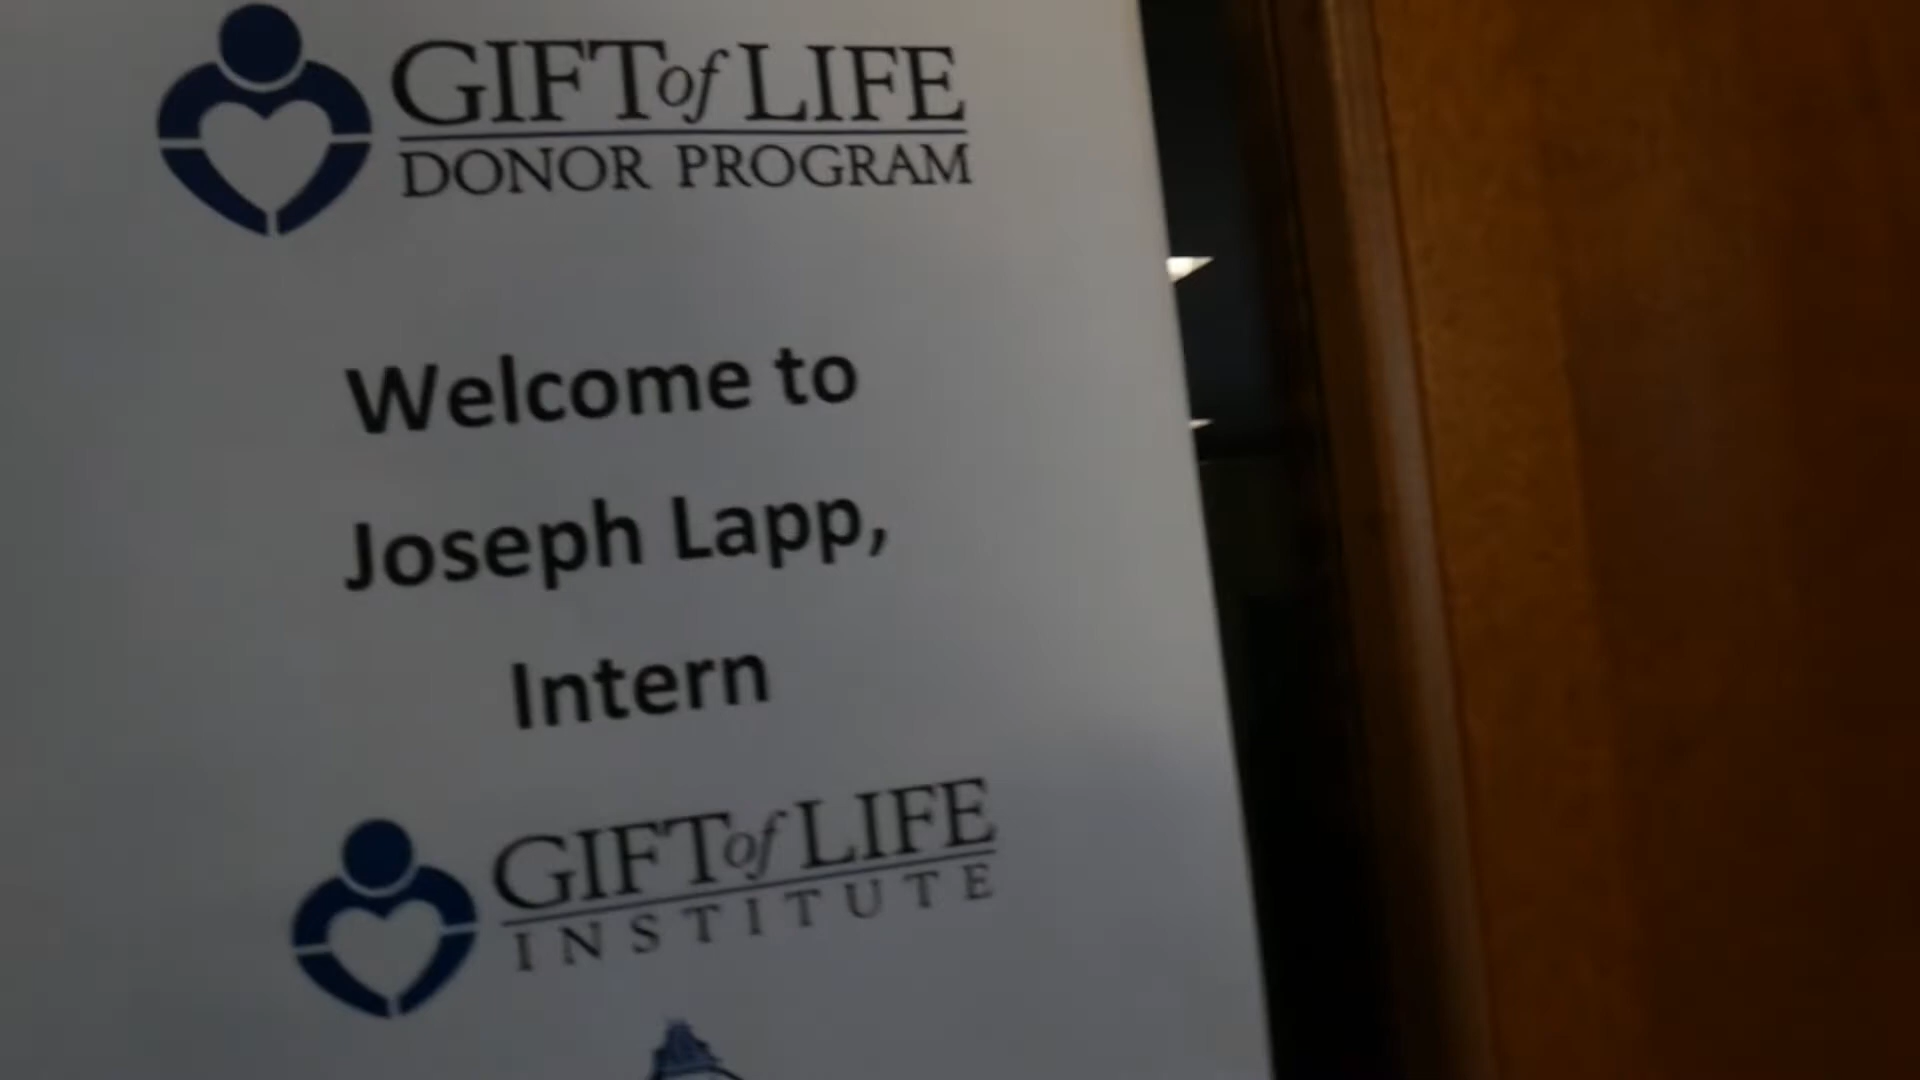 GIFT of LIFE
DONOR PROGRAM
Welcome to
Joseph Lapp,
Intern
GIFT of LIFE
INSTITUTE